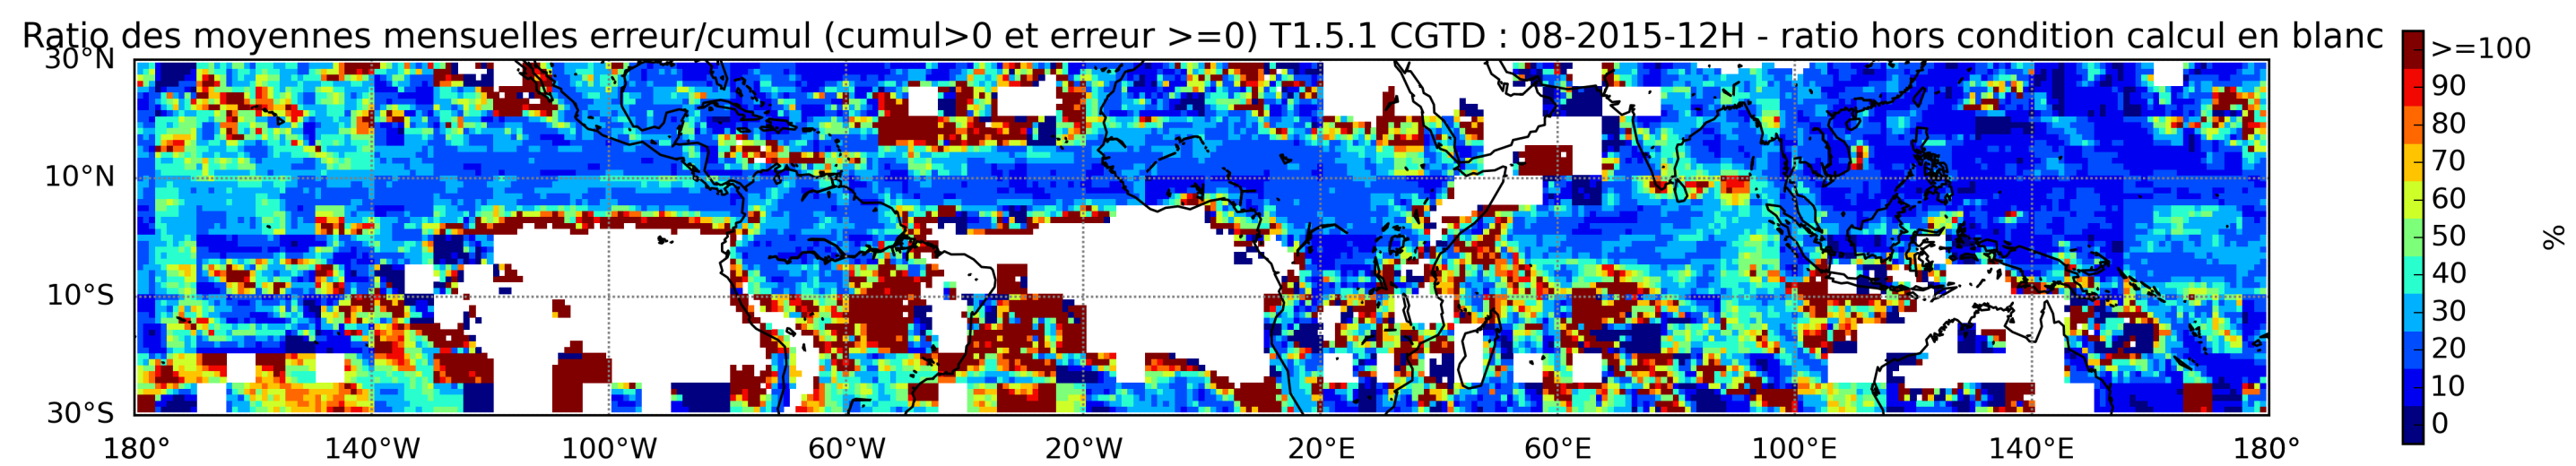 Ratio des moyennes mensuelles erreur/cumul (cumul>0 et erreur >=0) T1.5.1 CGTD : 08-2015-12H - ratio hors condition calcul en blanc
30°N
10°N
10°S
30°S
180° 140°W 100°W 60°W 20°W 20°E 60°E 100°E 140°E 180°
>=100
90
80
70
60
50
40
30
20
10
0
%